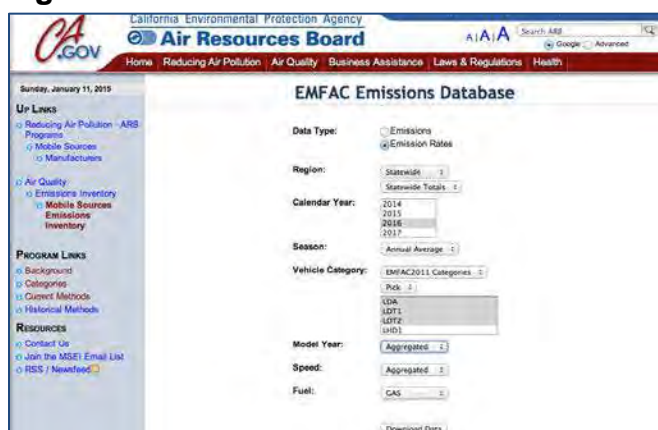 California Environmental Protection Agency
CA.GOV
Air Resources Board
A|A|A
Search ARB
Google Advanced
Home Reducing Air Pollution Air Quality Business Assistance Laws & Regulations Health
Sunday, January 11, 2015
UP LINKS
Reducing Air Pollution - ARB
Programs
Mobile Sources
Manufacturers
Air Quality
Emissions Inventory
Mobile Sources
Emissions
Inventory
PROGRAM LINKS
Background
Categories
Current Methods
Historical Methods
RESOURCES
Contact Us
Join the MSEI Email List
RSS / Newsfeed
EMFAC Emissions Database
Data Type: Emissions
Emission Rates
Region: Statewide
Statewide Totals
Calendar Year: 2014
2015
2016
2017
Season: Annual Average
Vehicle Category: EMFAC2011 Categories
Pick
LDA
LDT1
LDT2
LHD1
Model Year: Aggregated
Speed: Aggregated
Fuel: GAS
Download Data